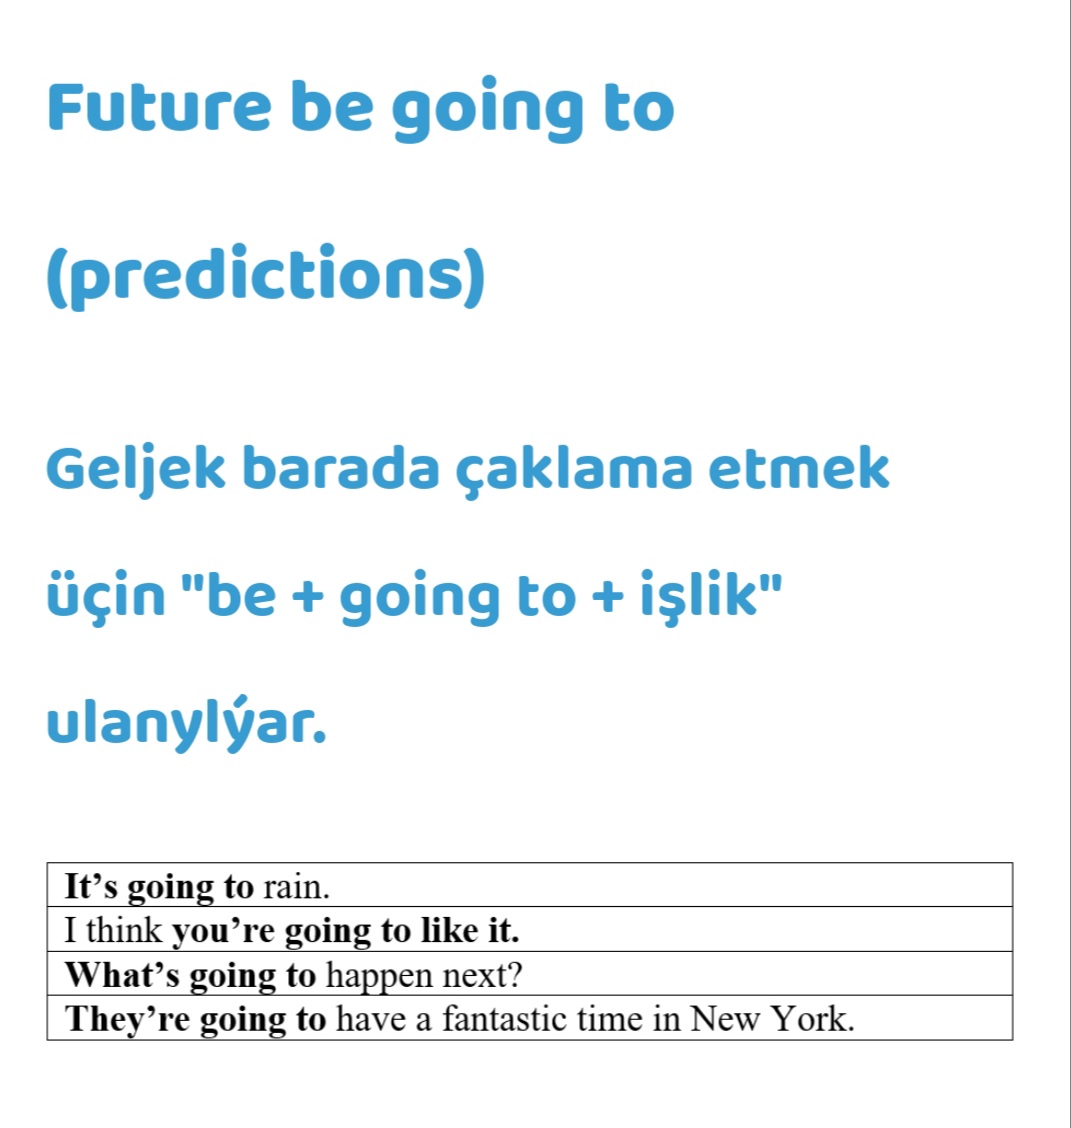 Future be going to
(predictions)
Geljek barada çaklama etmek
üçin "be + going to + işlik"
ulanylýar.
It’s going to rain.
I think you’re going to like it.
What’s going to happen next?
They’re going to have a fantastic time in New York.